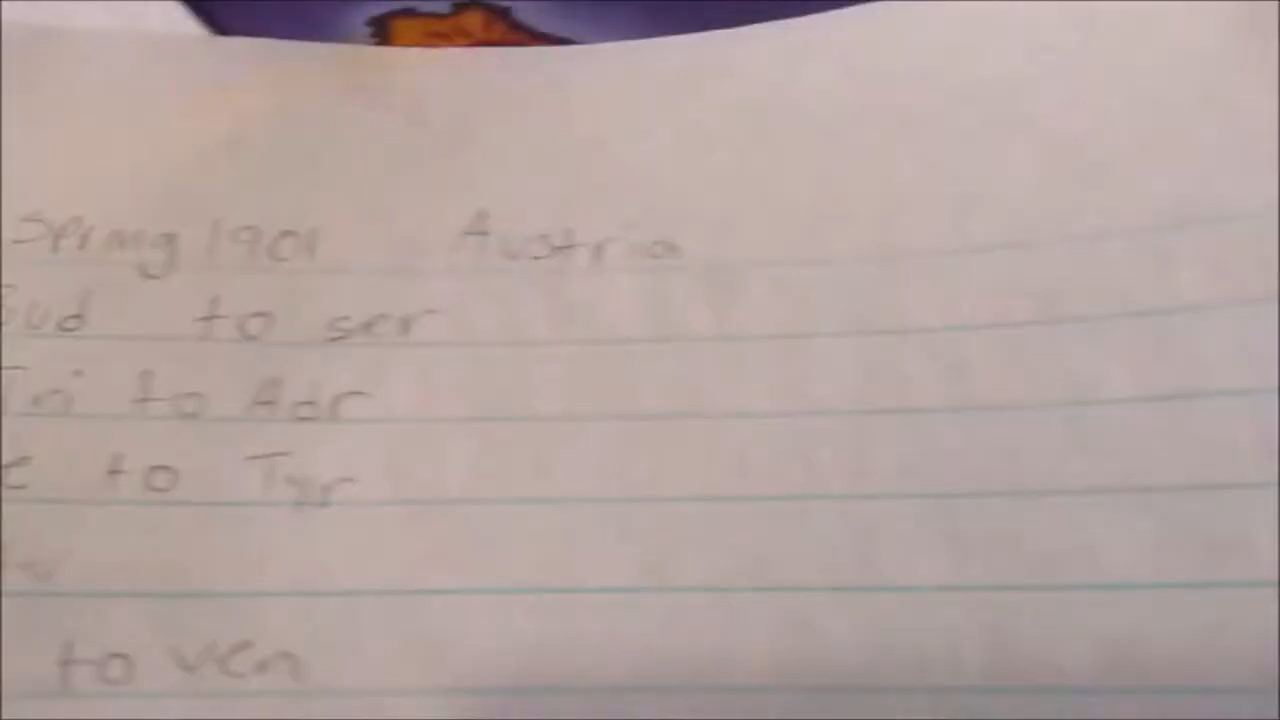 Spring 1901 Austria
Bud to ser
Tri to Adr
to Tyr
to ven